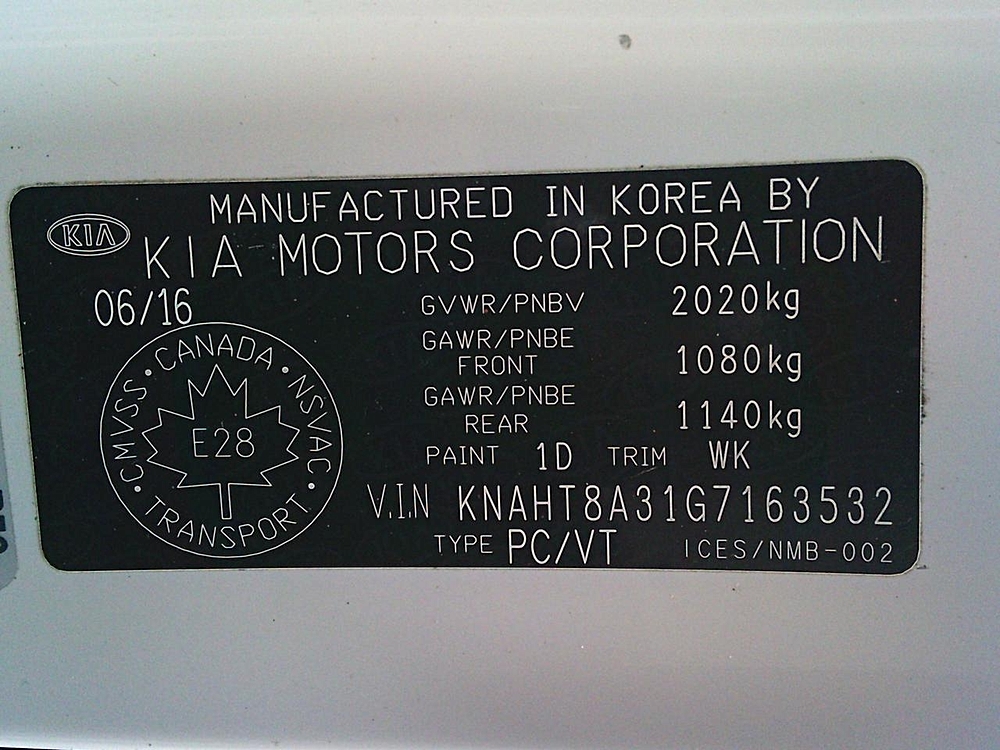 MANUFACTURED IN KOREA BY
KIA
KIA MOTORS CORPORATION
06/16
GVWR/PNBV 2020kg
GAWR/PNBE
FRONT 1080kg
GAWR/PNBE
REAR 1140kg
PAINT 1D TRIM WK
V.I.N KNAHT8A31G7163532
TYPE PC/VT ICES/NMB-002
CANADA
• NSVAC •
TRANSPORT
• CMVSS •
E28